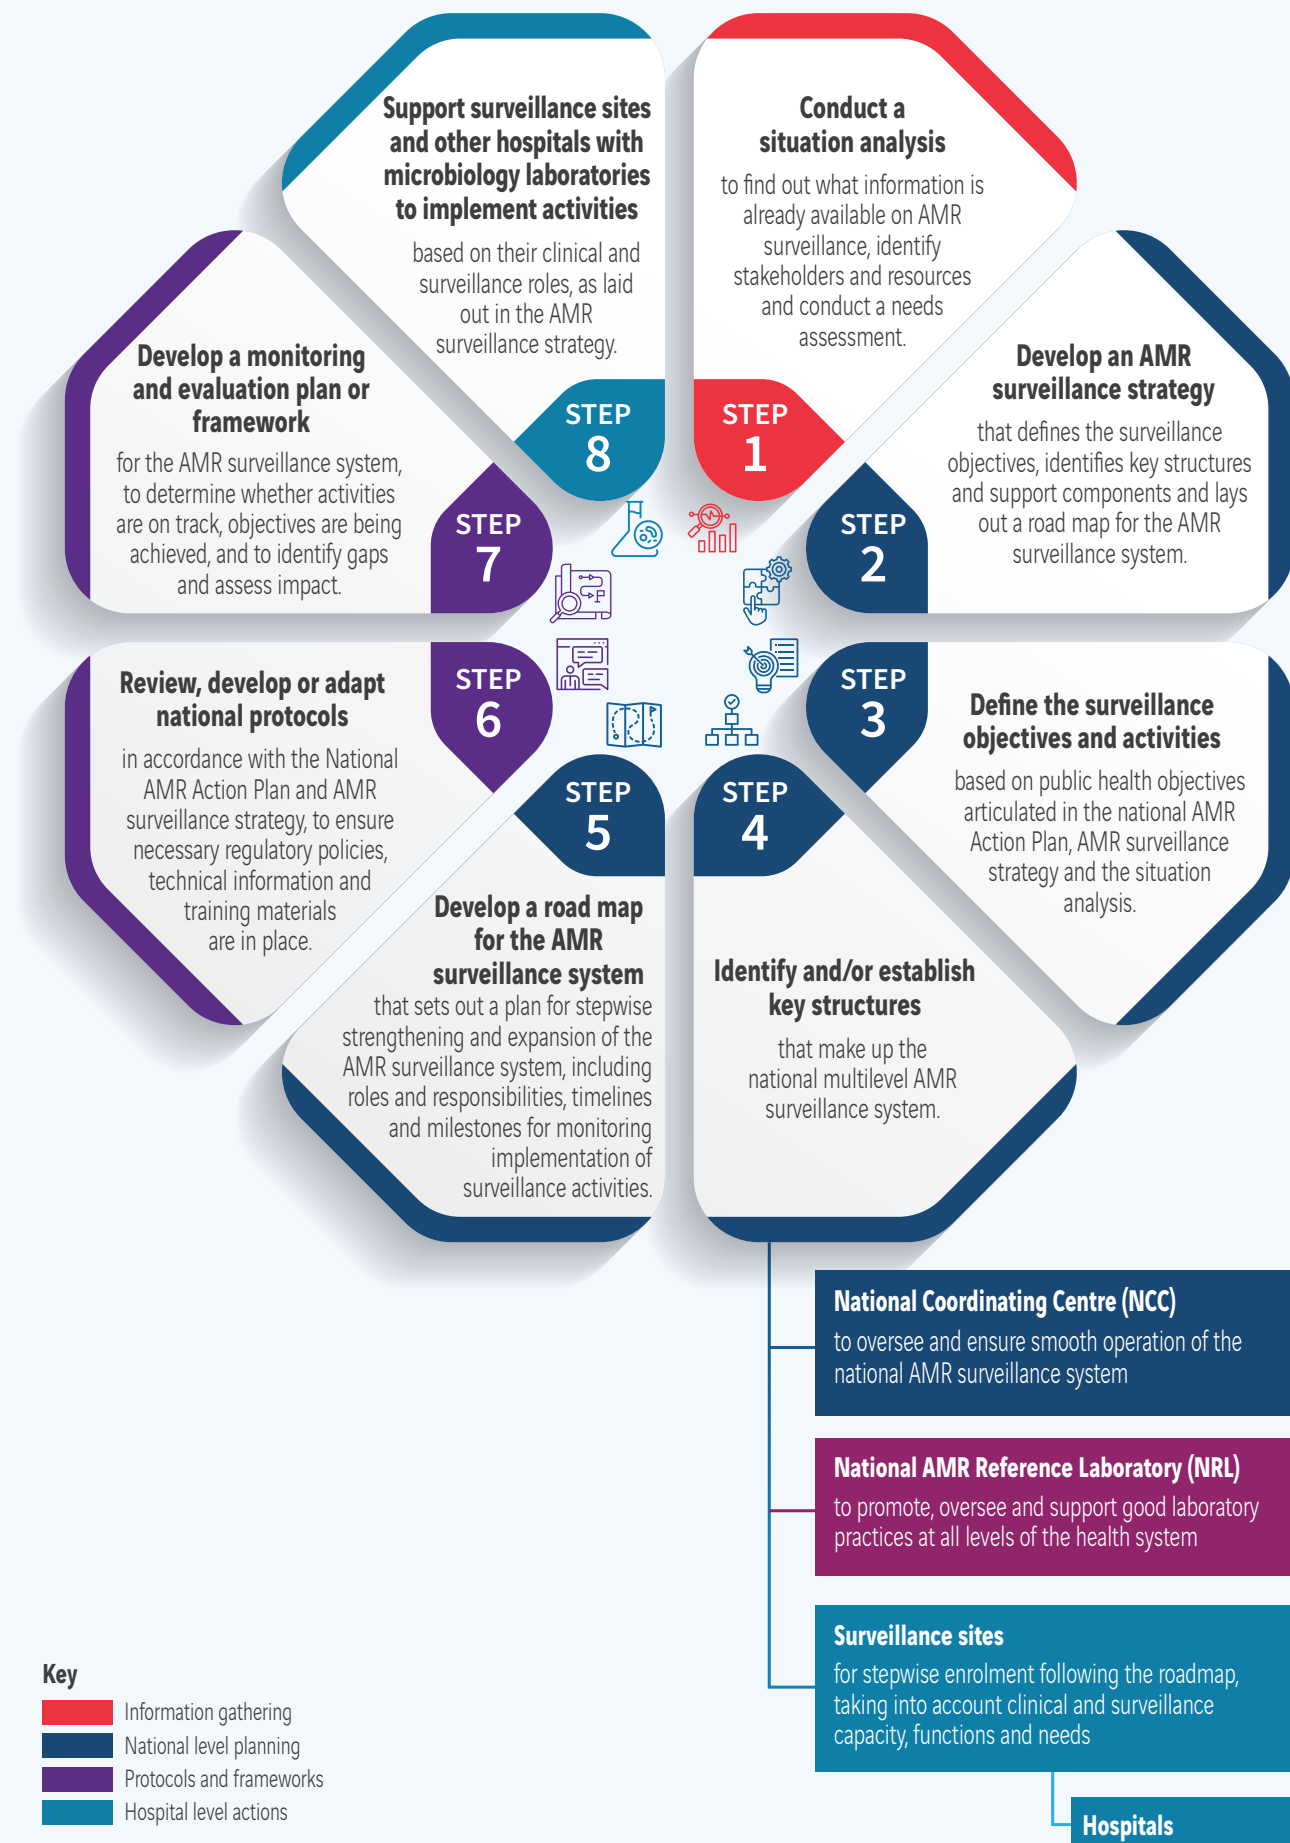 Conduct a
situation analysis
to find out what information is
already available on AMR
surveillance, identify
stakeholders and resources
and conduct a needs
assessment.
STEP
1
Develop an AMR
surveillance strategy
that defines the surveillance
objectives, identifies key structures
and support components and lays
out a road map for the AMR
surveillance system.
STEP
2
Define the surveillance
objectives and activities
based on public health objectives
articulated in the national AMR
Action Plan, AMR surveillance
strategy and the situation
analysis.
STEP
3
Identify and/or establish
key structures
that make up the
national multilevel AMR
surveillance system.
STEP
4
Develop a road map
for the AMR
surveillance system
that sets out a plan for stepwise
strengthening and expansion of the
AMR surveillance system, including
roles and responsibilities, timelines
and milestones for monitoring
implementation of
surveillance activities.
STEP
5
Review, develop or adapt
national protocols
in accordance with the National
AMR Action Plan and AMR
surveillance strategy, to ensure
necessary regulatory policies,
technical information and
training materials
are in place.
STEP
6
Develop a monitoring
and evaluation plan or
framework
for the AMR surveillance system,
to determine whether activities
are on track, objectives are being
achieved, and to identify gaps
and assess impact.
STEP
7
Support surveillance sites
and other hospitals with
microbiology laboratories
to implement activities
based on their clinical and
surveillance roles, as laid
out in the AMR
surveillance strategy.
STEP
8
National Coordinating Centre (NCC)
to oversee and ensure smooth operation of the
national AMR surveillance system
National AMR Reference Laboratory (NRL)
to promote, oversee and support good laboratory
practices at all levels of the health system
Surveillance sites
for stepwise enrolment following the roadmap,
taking into account clinical and surveillance
capacity, functions and needs
Hospitals
Key
Information gathering
National level planning
Protocols and frameworks
Hospital level actions